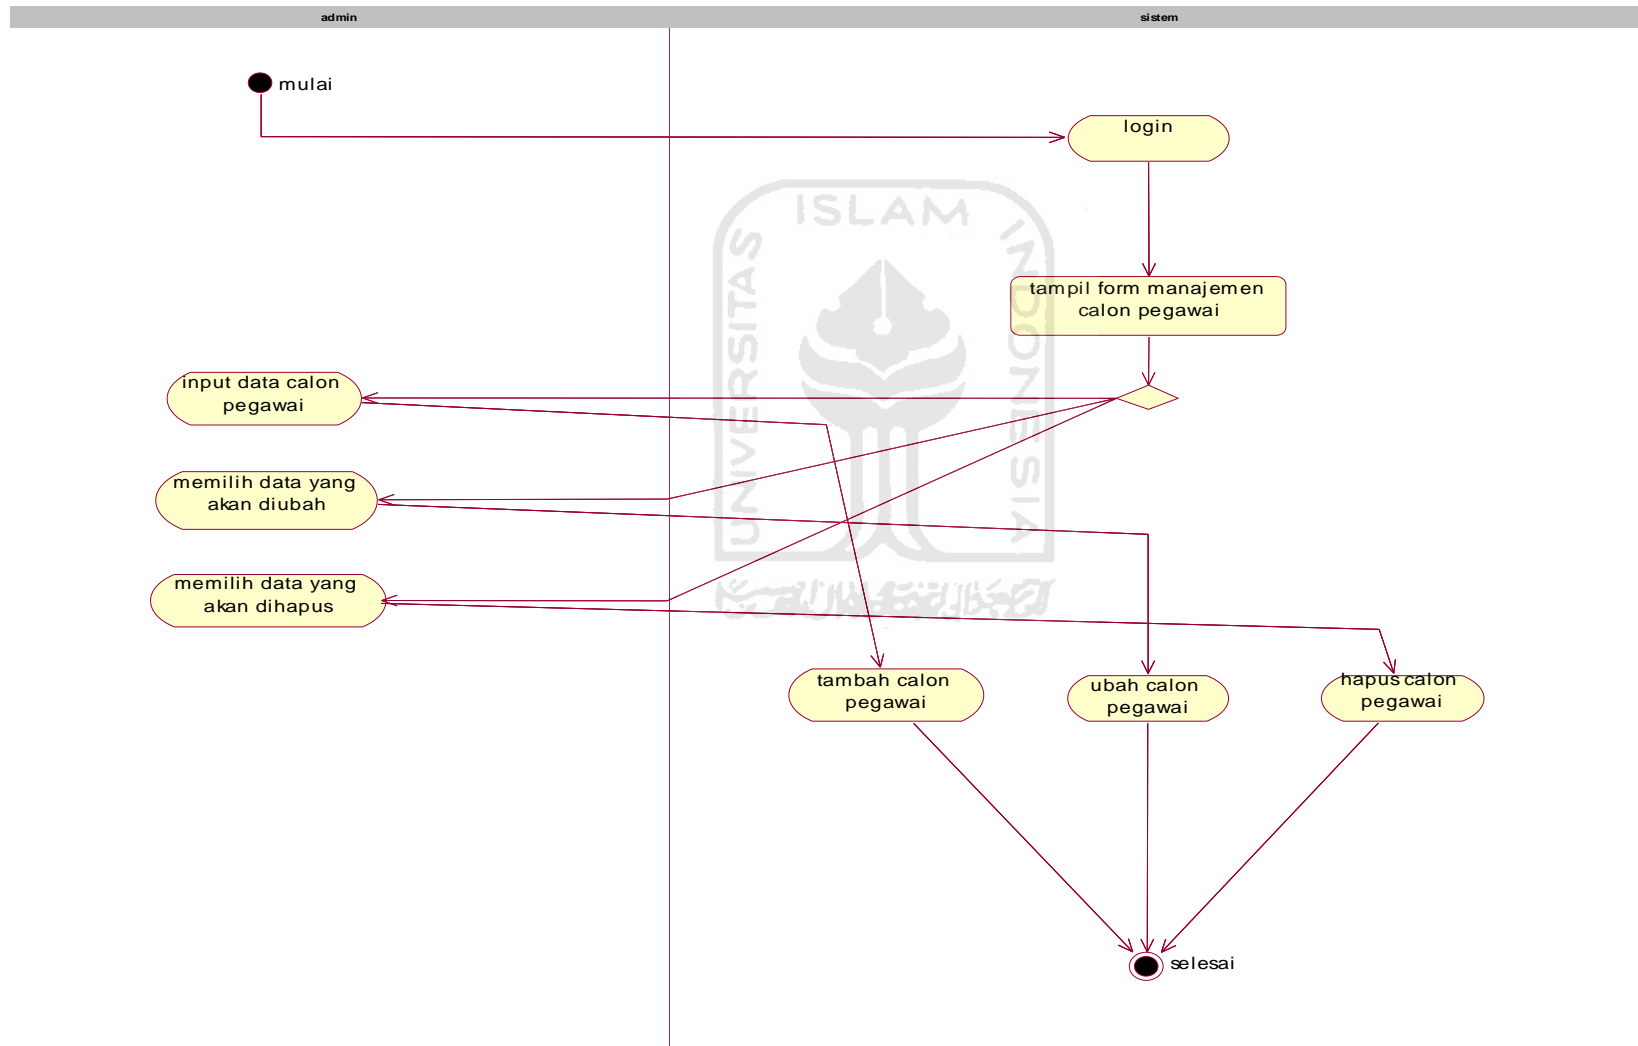 admin
sistem
mulai
login
ISLAM
UNIVERSITAS
INDONESIA
tampil form manajemen
calon pegawai
input data calon
pegawai
memilih data yang
akan diubah
memilih data yang
akan dihapus
tambah calon
pegawai
ubah calon
pegawai
hapus calon
pegawai
selesai